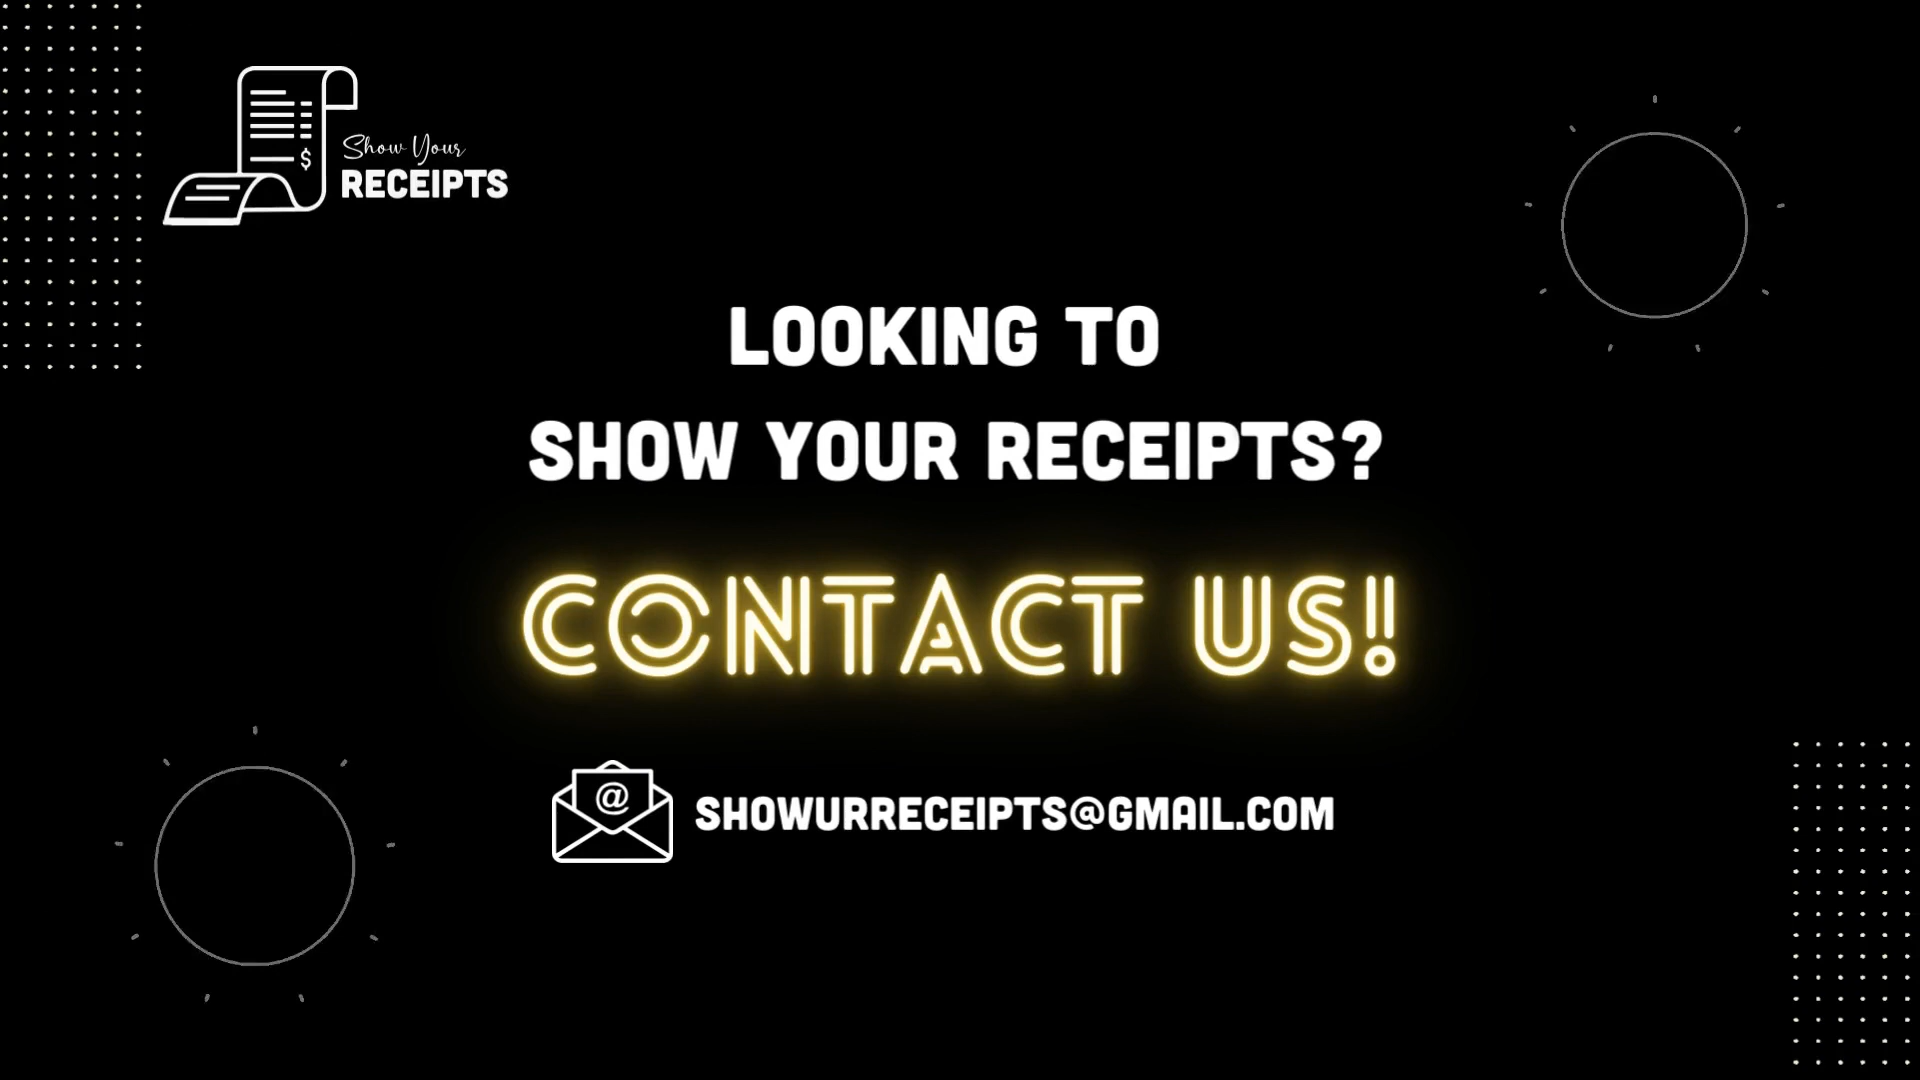 Show Your
RECEIPTS
$
LOOKING TO
SHOW YOUR RECEIPTS?
CONTACT US!
@
SHOWURRECEIPTS@GMAIL.COM